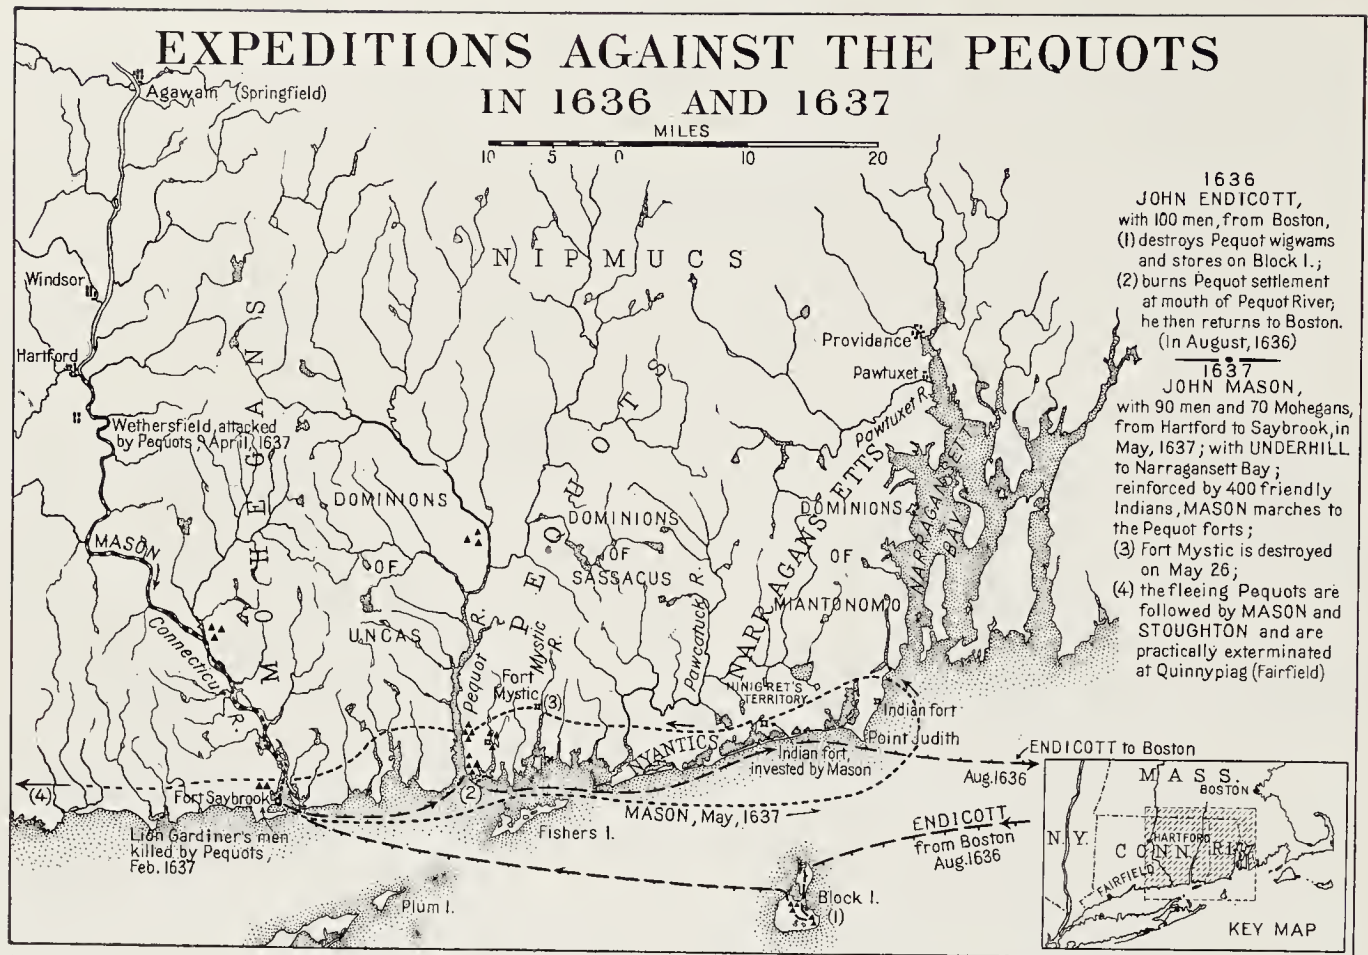 EXPEDITIONS AGAINST THE PEQUOTS
IN 1636 AND 1637
MILES
10 5 0 10 20
1636
JOHN ENDICOTT,
with 100 men, from Boston,
(1) destroys Pequot wigwams
and stores on Block I.;
(2) burns Pequot settlement
at mouth of Pequot River;
he then returns to Boston.
(In August, 1636)
1637
JOHN MASON,
with 90 men and 70 Mohegans,
from Hartford to Saybrook, in
May, 1637; with UNDERHILL
to Narragansett Bay;
reinforced by 400 friendly
Indians, MASON marches to
the Pequot forts;
(3) Fort Mystic is destroyed
on May 26;
(4) the fleeing Pequots are
followed by MASON and
STOUGHTON and are
practically exterminated
at Quinnypiag (Fairfield)
Agawam (Springfield)
NIPMUCS
Windsor
Hartford
Providance
Pawtuxet
Pawtuxet R.
Wethersfield, attacked
by Pequots, April, 1637
MOHEGANS
PEQUOTS
NARRAGANSETTS
NARRAGANSET
BAY
DOMINIONS
OF
UNCAS
DOMINIONS
OF
SASSACUS
DOMINIONS
OF
MIANTONOMO
MASON
Connecticut
R.
Pequot R.
Mystic
R.
Pawcatuck R.
Fort
Mystic
(3)
NINIGRET'S
TERRITORY
NYANTICS
Indian fort
Point Judith
Indian fort,
invested by Mason
ENDICOTT to Boston
Aug. 1636
(4)
Fort Saybrook
(2)
MASON, May, 1637
Fishers I.
Lion Gardiner's men
killed by Pequots,
Feb. 1637
ENDICOTT
from Boston
Aug. 1636
Plum I.
Block I.
(1)
MASS.
BOSTON
N.Y.
HARTFORD
CONN.
R.I.
FAIRFIELD
KEY MAP